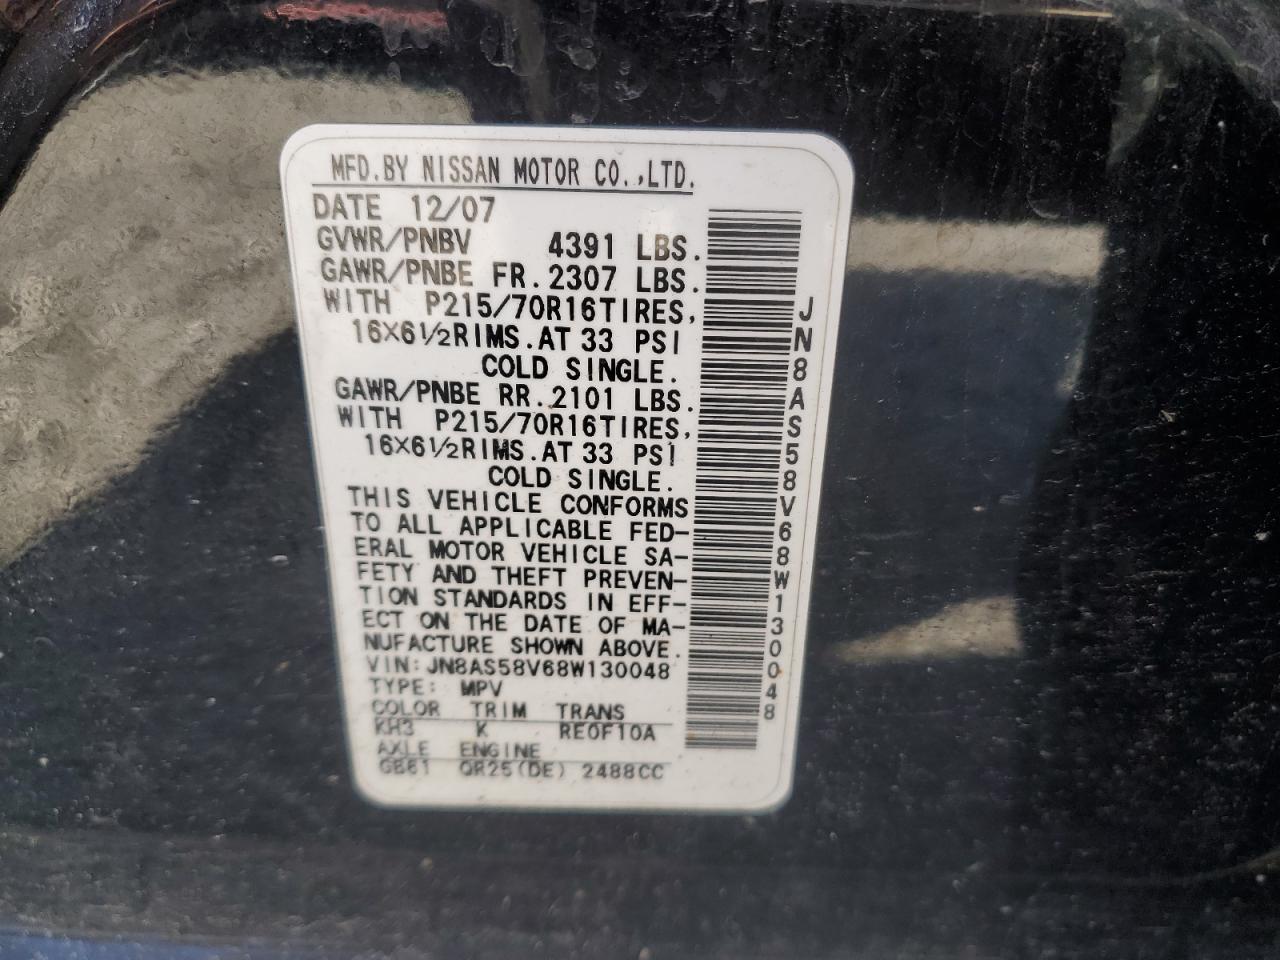 MFD.BY NISSAN MOTOR CO.,LTD.
DATE 12/07
GVWR/PNBV 4391 LBS.
GAWR/PNBE FR.2307 LBS.
WITH P215/70R16TIRES,
16X6½RIMS.AT 33 PSI
COLD SINGLE.
GAWR/PNBE RR.2101 LBS.
WITH P215/70R16TIRES,
16X6½RIMS.AT 33 PSI
COLD SINGLE.
THIS VEHICLE CONFORMS
TO ALL APPLICABLE FED-
ERAL MOTOR VEHICLE SA-
FETY AND THEFT PREVEN-
TION STANDARDS IN EFF-
ECT ON THE DATE OF MA-
NUFACTURE SHOWN ABOVE.
VIN:JN8AS58V68W130048
TYPE: MPV
COLOR TRIM TRANS
KH3 K RE0F10A
AXLE ENGINE
GB61 QR25(DE) 2488CC
JN8AS58V68W130048